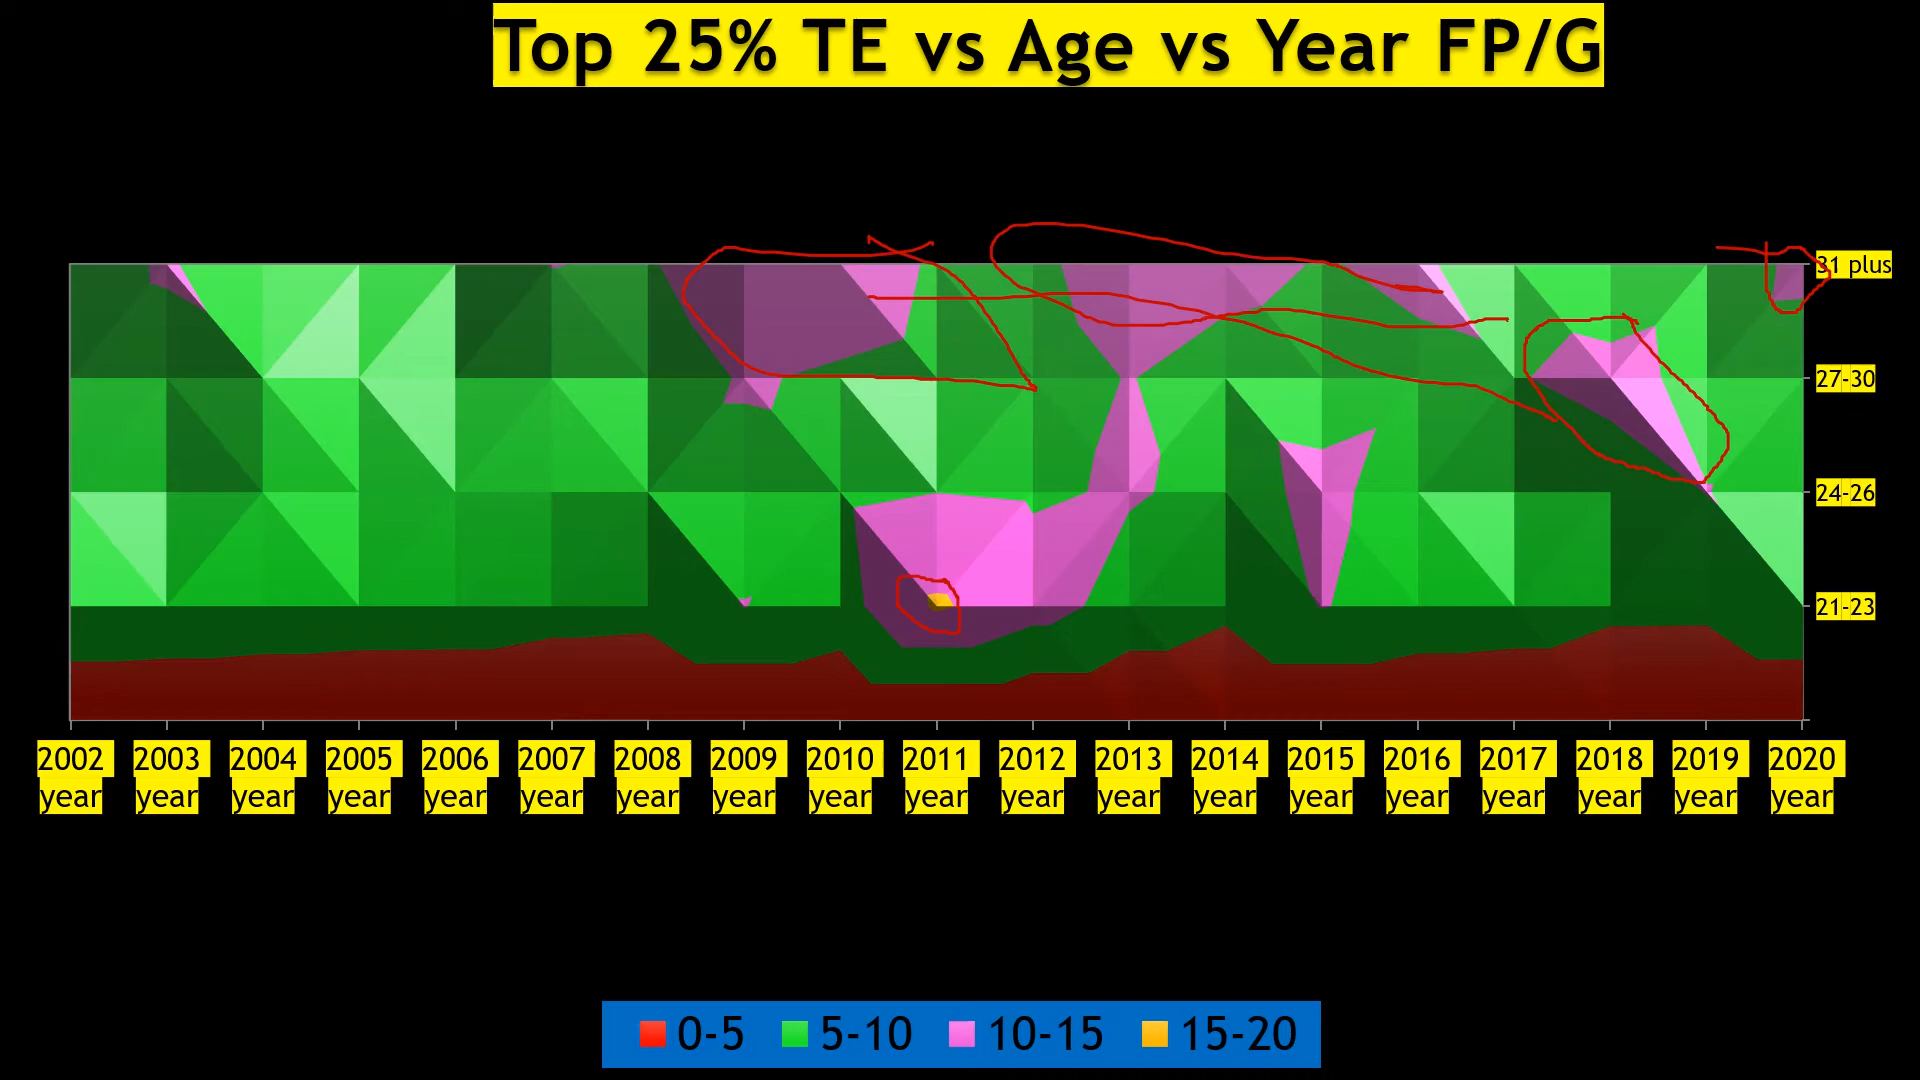 Top 25% TE vs Age vs Year FP/G
31 plus
27-30
24-26
21-23
2002 2003 2004 2005 2006 2007 2008 2009 2010 2011 2012 2013 2014 2015 2016 2017 2018 2019 2020
year year year year year year year year year year year year year year year year year year year
0-5 5-10 10-15 15-20